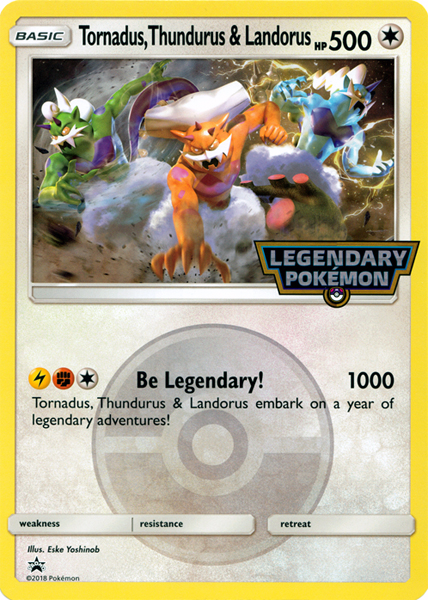 BASIC Tornadus, Thundurus & Landorus HP 500
LEGENDARY
POKÉMON
Be Legendary! 1000
Tornadus, Thundurus & Landorus embark on a year of
legendary adventures!
weakness resistance retreat
Illus. Eske Yoshinob
©2018 Pokémon